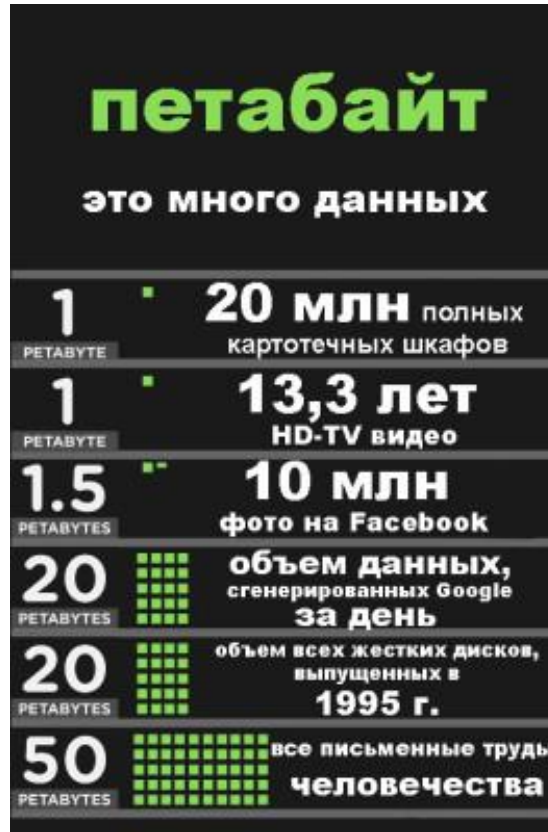 петабайт
это много данных
1
PETABYTE
20 млн полных
картотечных шкафов
1
PETABYTE
13,3 лет
HD-TV видео
1.5
PETABYTES
10 млн
фото на Facebook
20
PETABYTES
объем данных,
сгенерированных Google
за день
20
PETABYTES
объем всех жестких дисков,
выпущенных в
1995 г.
50
PETABYTES
все письменные труды
человечества